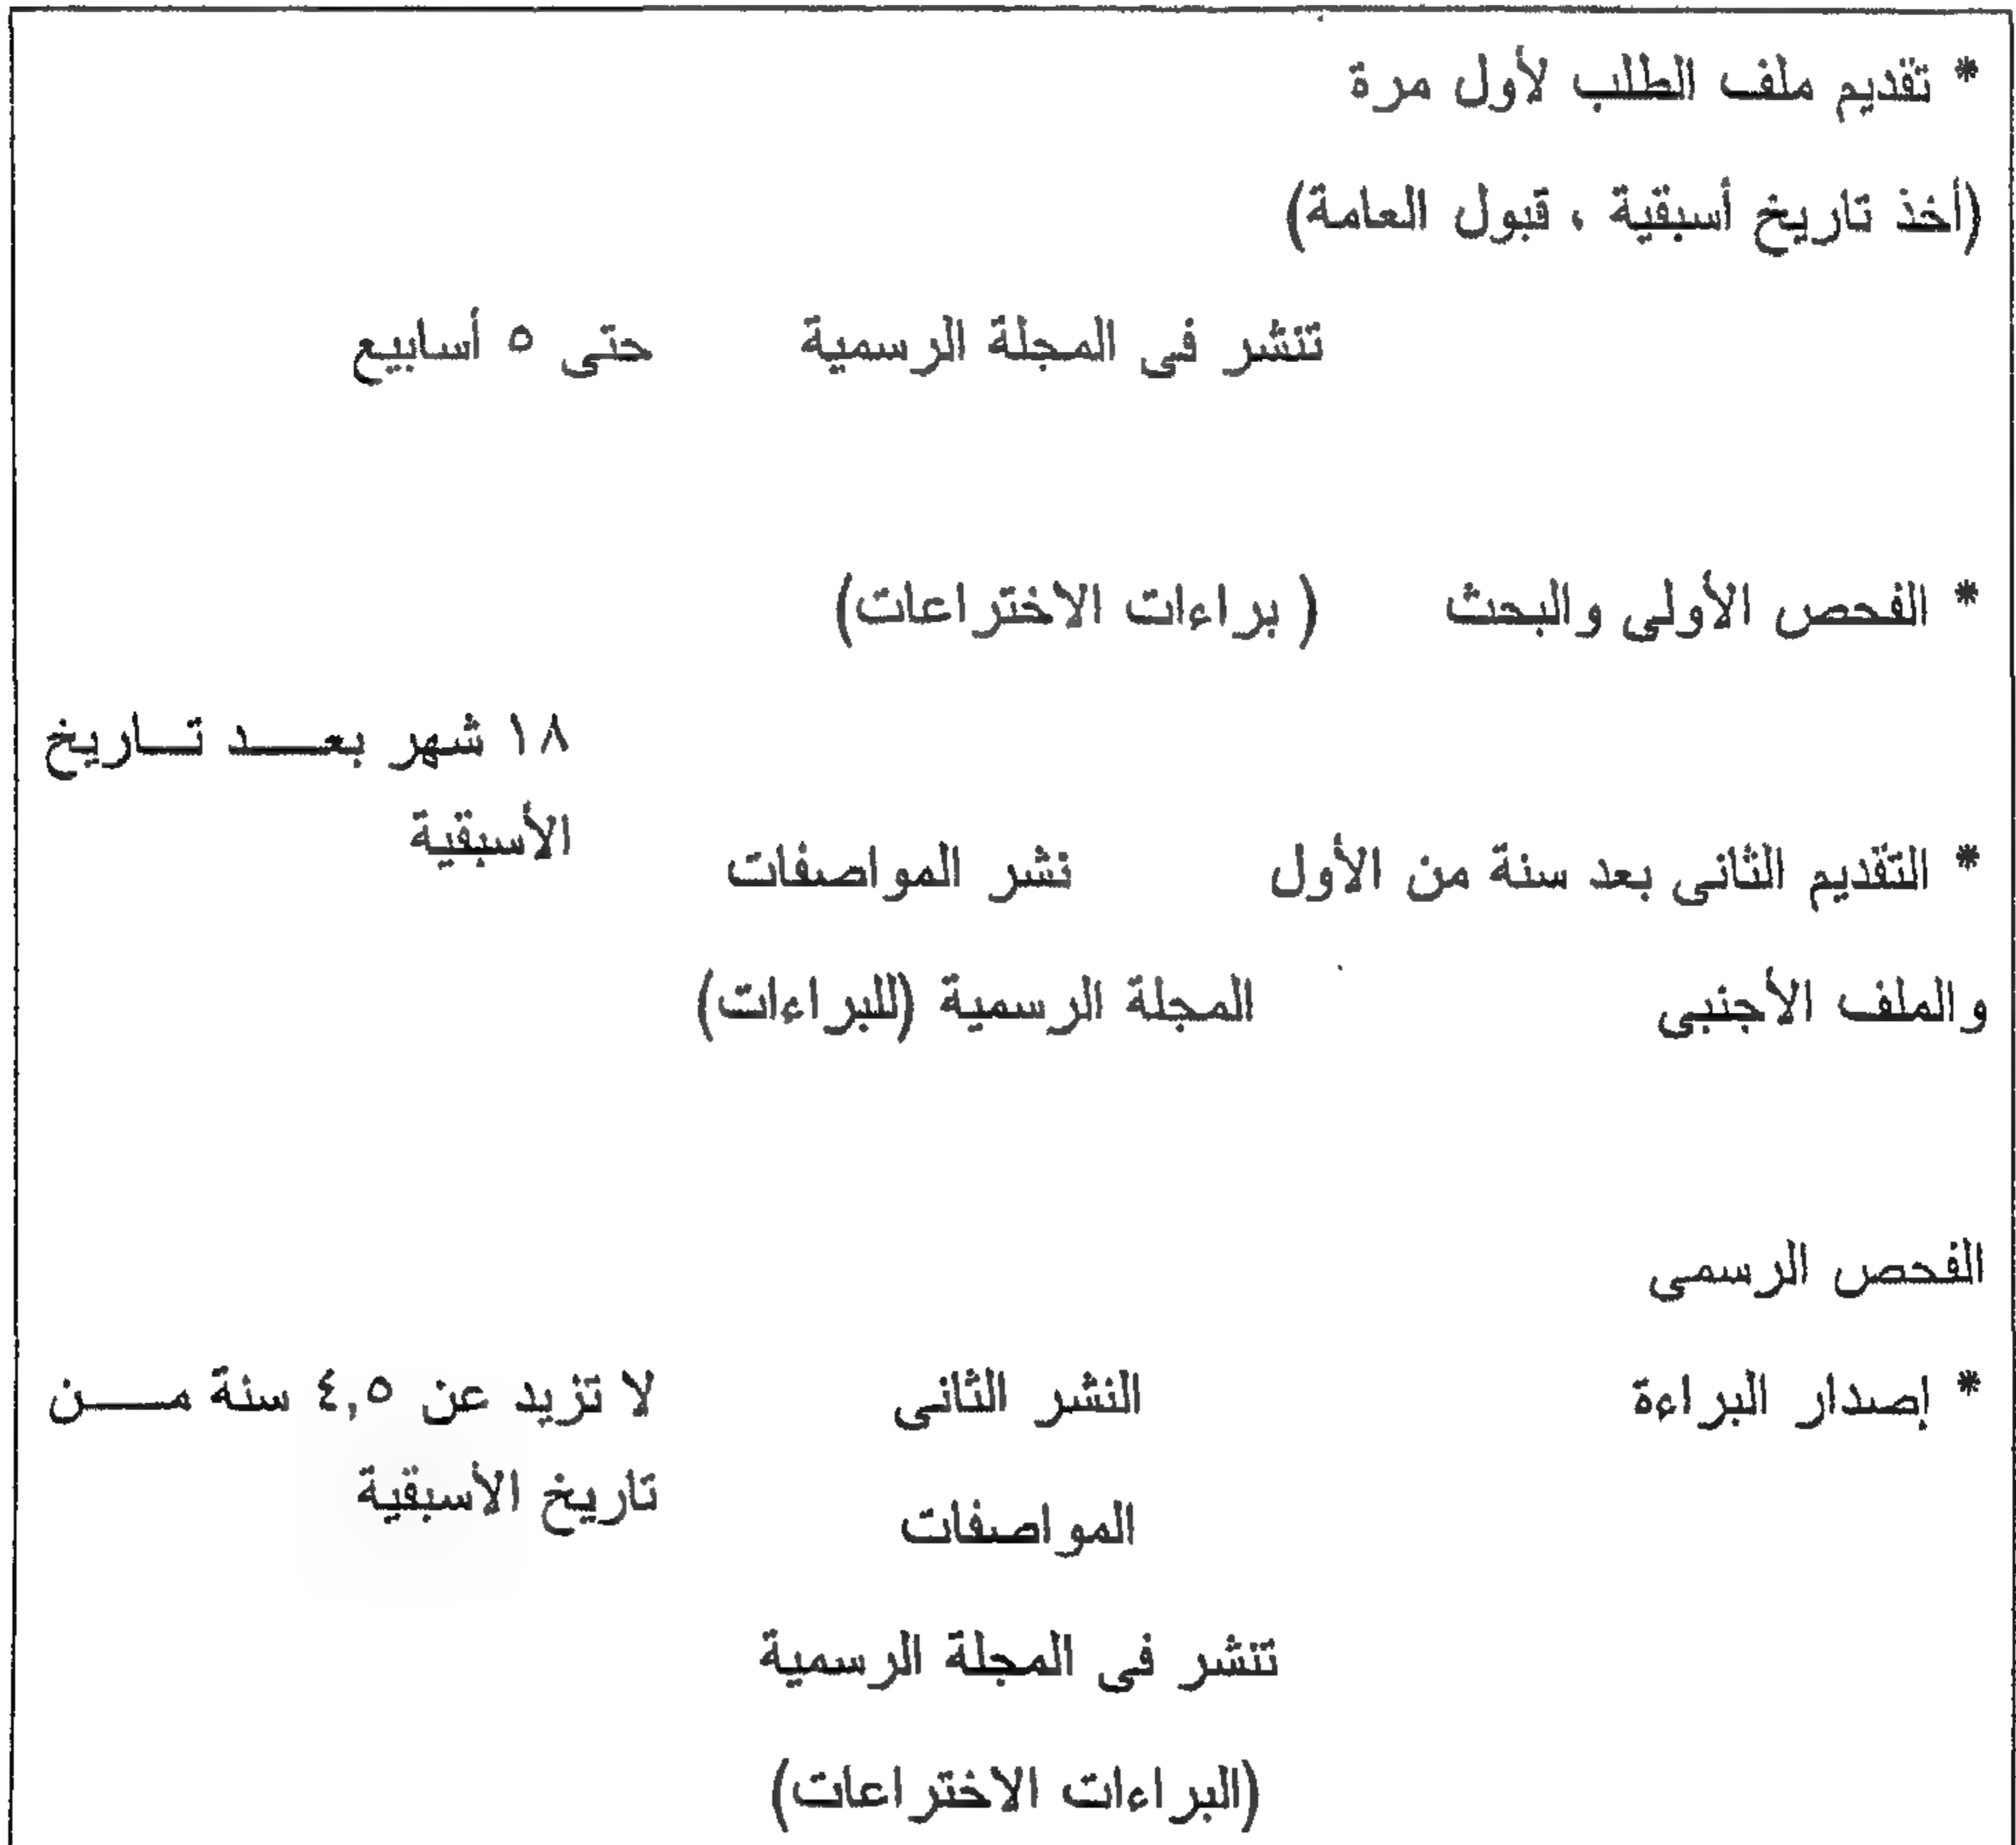 * تقديم ملف الطلب لأول مرة
(أخذ تاريخ أسبقية ، قبول العامة)
تنشر فى المجلة الرسمية حتى ٥ أسابيع
* الفحص الأولى والبحث ( براءات الاختراعات)
١٨ شهر بعد تاريخ
الأسبقية
* التقديم الثانى بعد سنة من الأول نشر المواصفات
والملف الأجنبى المجلة الرسمية (للبراءات)
الفحص الرسمى
* إصدار البراءة النشر الثانى لا تزيد عن ٤,٥ سنة من
تاريخ الأسبقية
المواصفات
تنشر فى المجلة الرسمية
(البراءات الاختراعات)